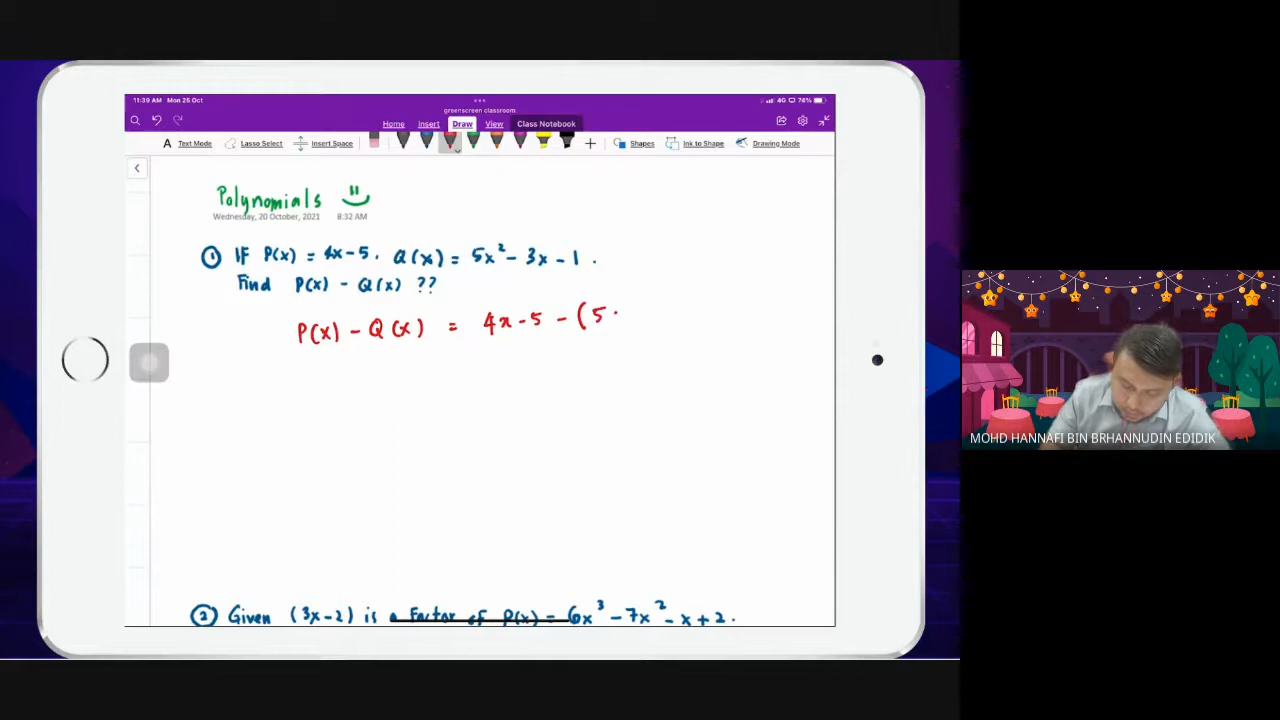 11:39 AM Mon 25 Oct
4G 76%
greenscreen classroom
Home Insert Draw View Class Notebook
A Text Mode Lasso Select Insert Space Shapes Ink to Shape Drawing Mode
Polynomials
Wednesday, 20 October, 2021 8:32 AM
① IF P(x) = 4x - 5 . Q(x) = 5x² - 3x - 1 .
Find P(x) - Q(x) ??
P(x) - Q(x) = 4x - 5 - (5
② Given (3x - 2) is a factor of P(x) = 6x³ - 7x² - x + 2 .
MOHD HANNAFI BIN BRHANNUDIN EDIDIK